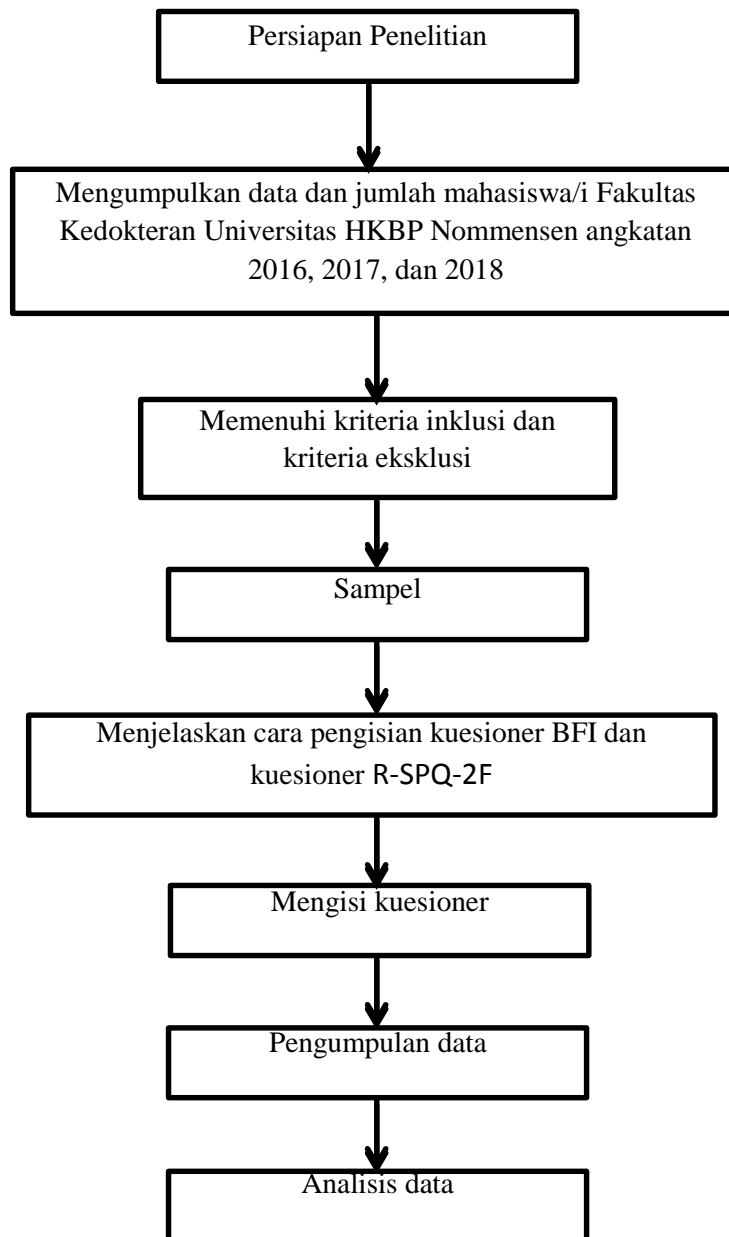 Persiapan Penelitian
Mengumpulkan data dan jumlah mahasiswa/i Fakultas
Kedokteran Universitas HKBP Nommensen angkatan
2016, 2017, dan 2018
Memenuhi kriteria inklusi dan
kriteria eksklusi
Sampel
Menjelaskan cara pengisian kuesioner BFI dan
kuesioner R-SPQ-2F
Mengisi kuesioner
Pengumpulan data
Analisis data